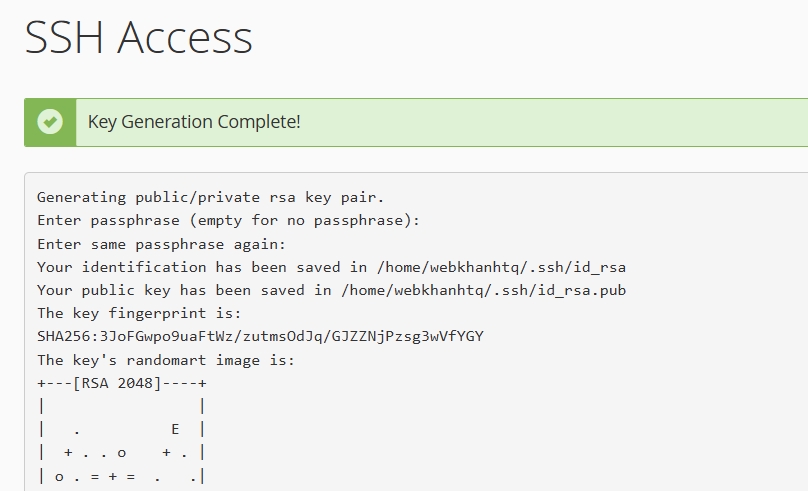 SSH Access
Key Generation Complete!
Generating public/private rsa key pair.
Enter passphrase (empty for no passphrase):
Enter same passphrase again:
Your identification has been saved in /home/webkhanhtq/.ssh/id_rsa
Your public key has been saved in /home/webkhanhtq/.ssh/id_rsa.pub
The key fingerprint is:
SHA256:3JoFGwpo9uaFtWz/zutmsOdJq/GJZZNjPzsg3wVfYGY
The key's randomart image is:
+---[RSA 2048]----+
|                 |
|   .          E  |
|  + . . o    + . |
| o . = + =  .   .|